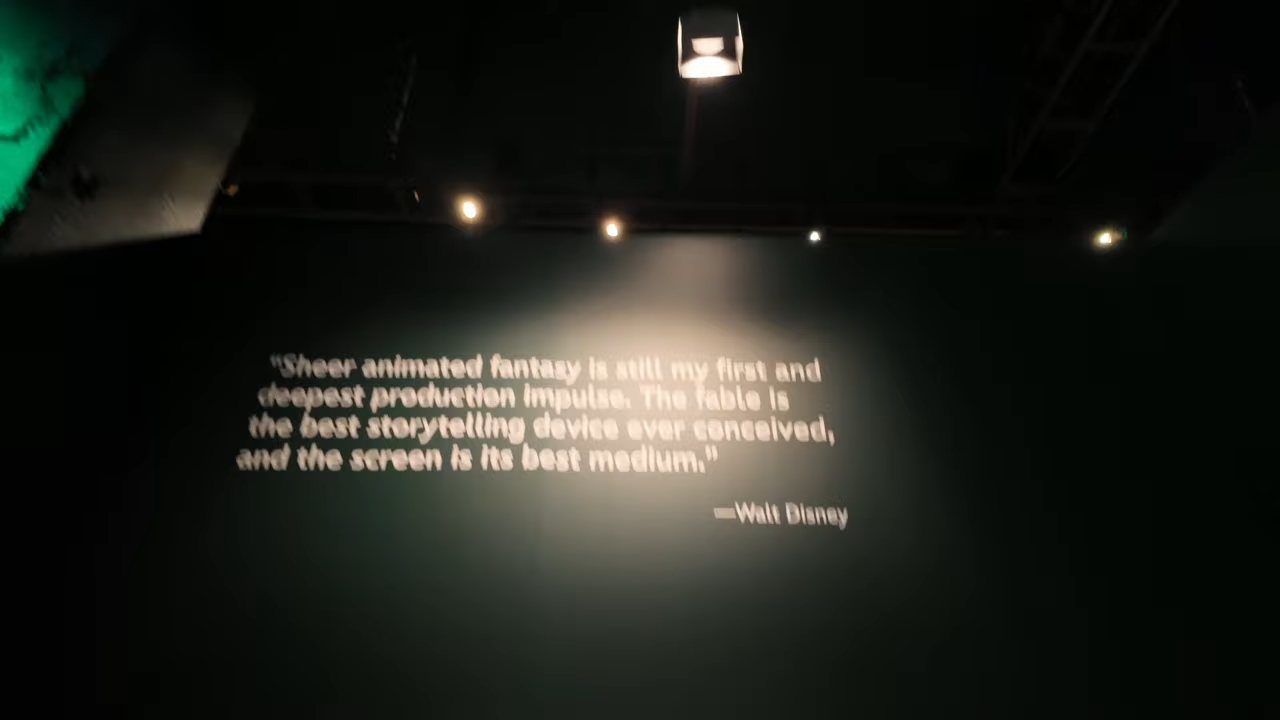 "Sheer animated fantasy is still my first and
deepest production impulse. The fable is
the best storytelling device ever conceived,
and the screen is its best medium."
—Walt Disney